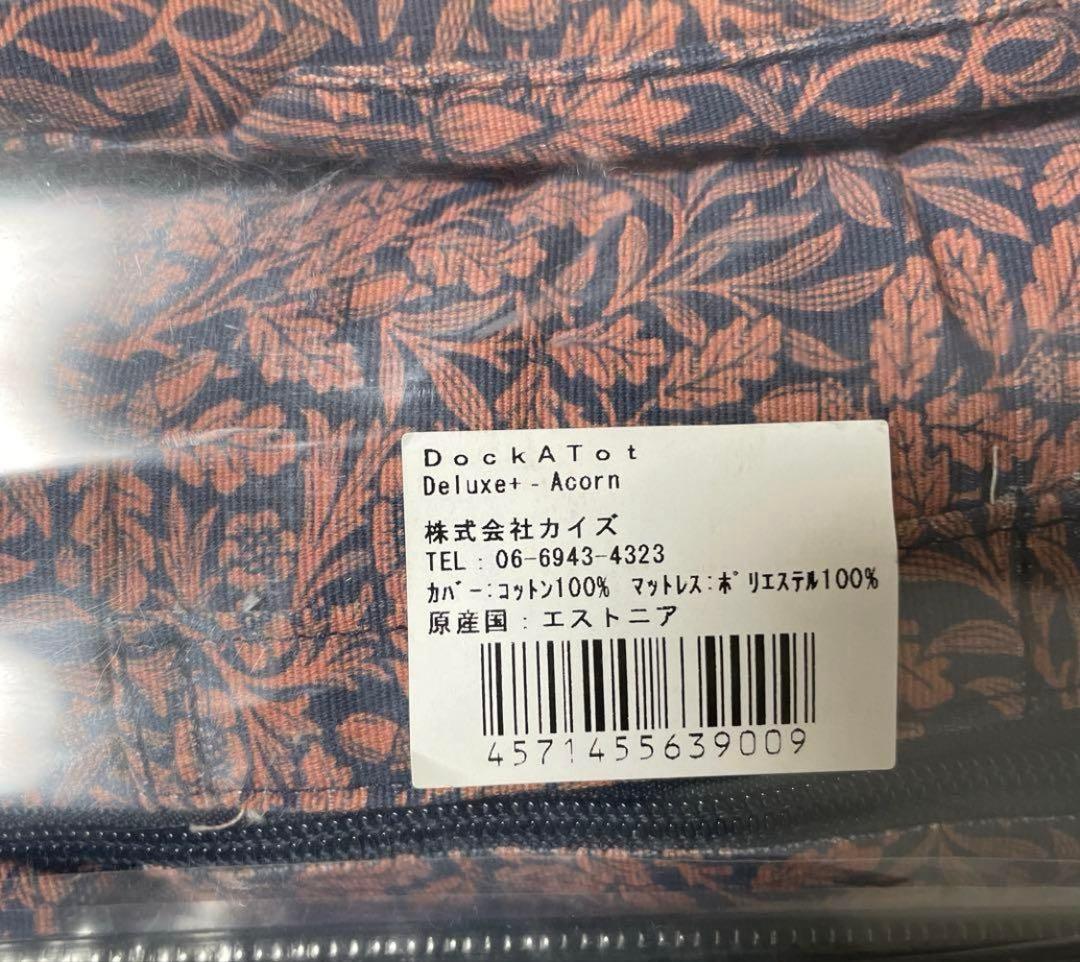 DockATot
Deluxe+ - Acorn
株式会社カイズ
TEL : 06-6943-4323
ｶﾊﾞｰ:ｺｯﾄﾝ100% ﾏｯﾄﾚｽ:ﾎﾟﾘｴｽﾃﾙ100%
原産国 : エストニア
4571455639009